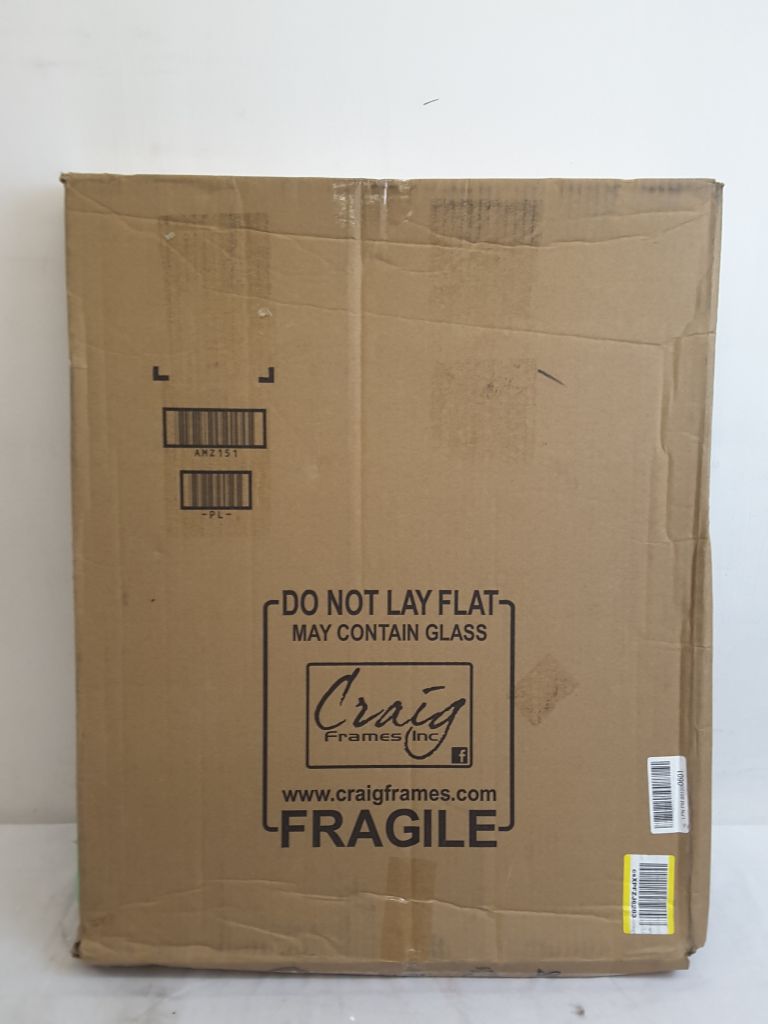 AMZ151
-PL-
DO NOT LAY FLAT
MAY CONTAIN GLASS
Craig
Frames Inc.
f
www.craigframes.com
FRAGILE